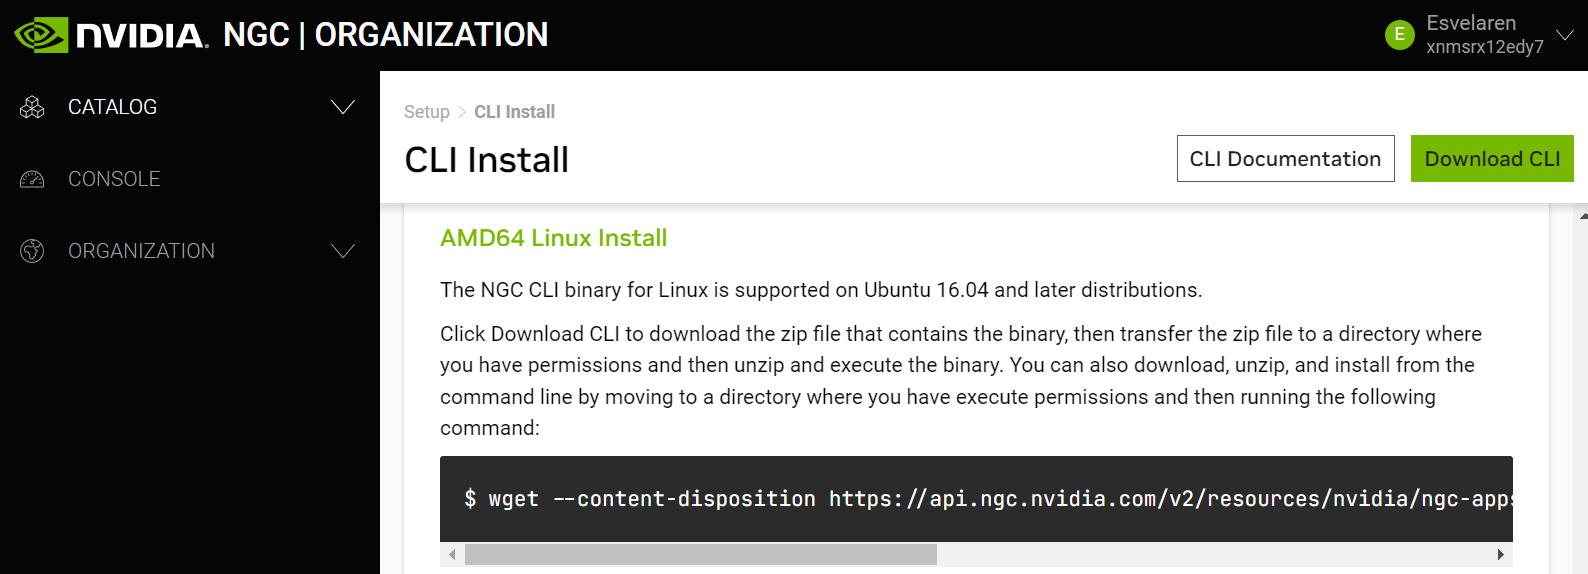 NVIDIA. NGC | ORGANIZATION
E
Esvelaren
xnmsrx12edy7
CATALOG
CONSOLE
ORGANIZATION
Setup > CLI Install
CLI Install
CLI Documentation
Download CLI
AMD64 Linux Install
The NGC CLI binary for Linux is supported on Ubuntu 16.04 and later distributions.
Click Download CLI to download the zip file that contains the binary, then transfer the zip file to a directory where
you have permissions and then unzip and execute the binary. You can also download, unzip, and install from the
command line by moving to a directory where you have execute permissions and then running the following
command:
$ wget --content-disposition https://api.ngc.nvidia.com/v2/resources/nvidia/ngc-apps